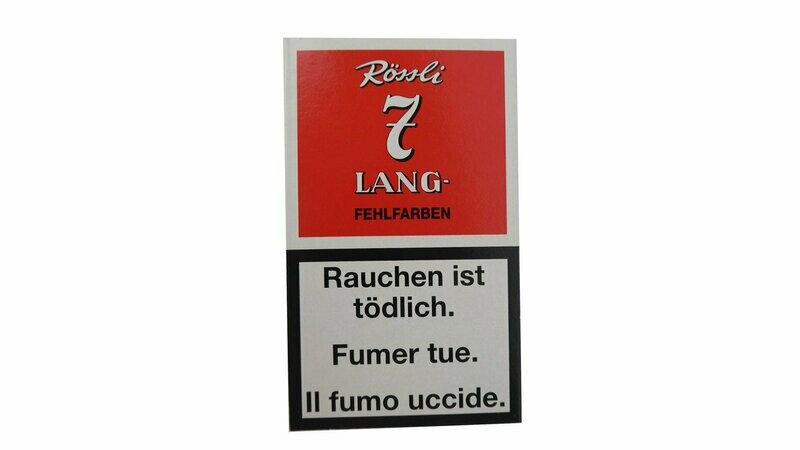 Rössli
7
LANG-
FEHLFARBEN
Rauchen ist
tödlich.
Fumer tue.
Il fumo uccide.